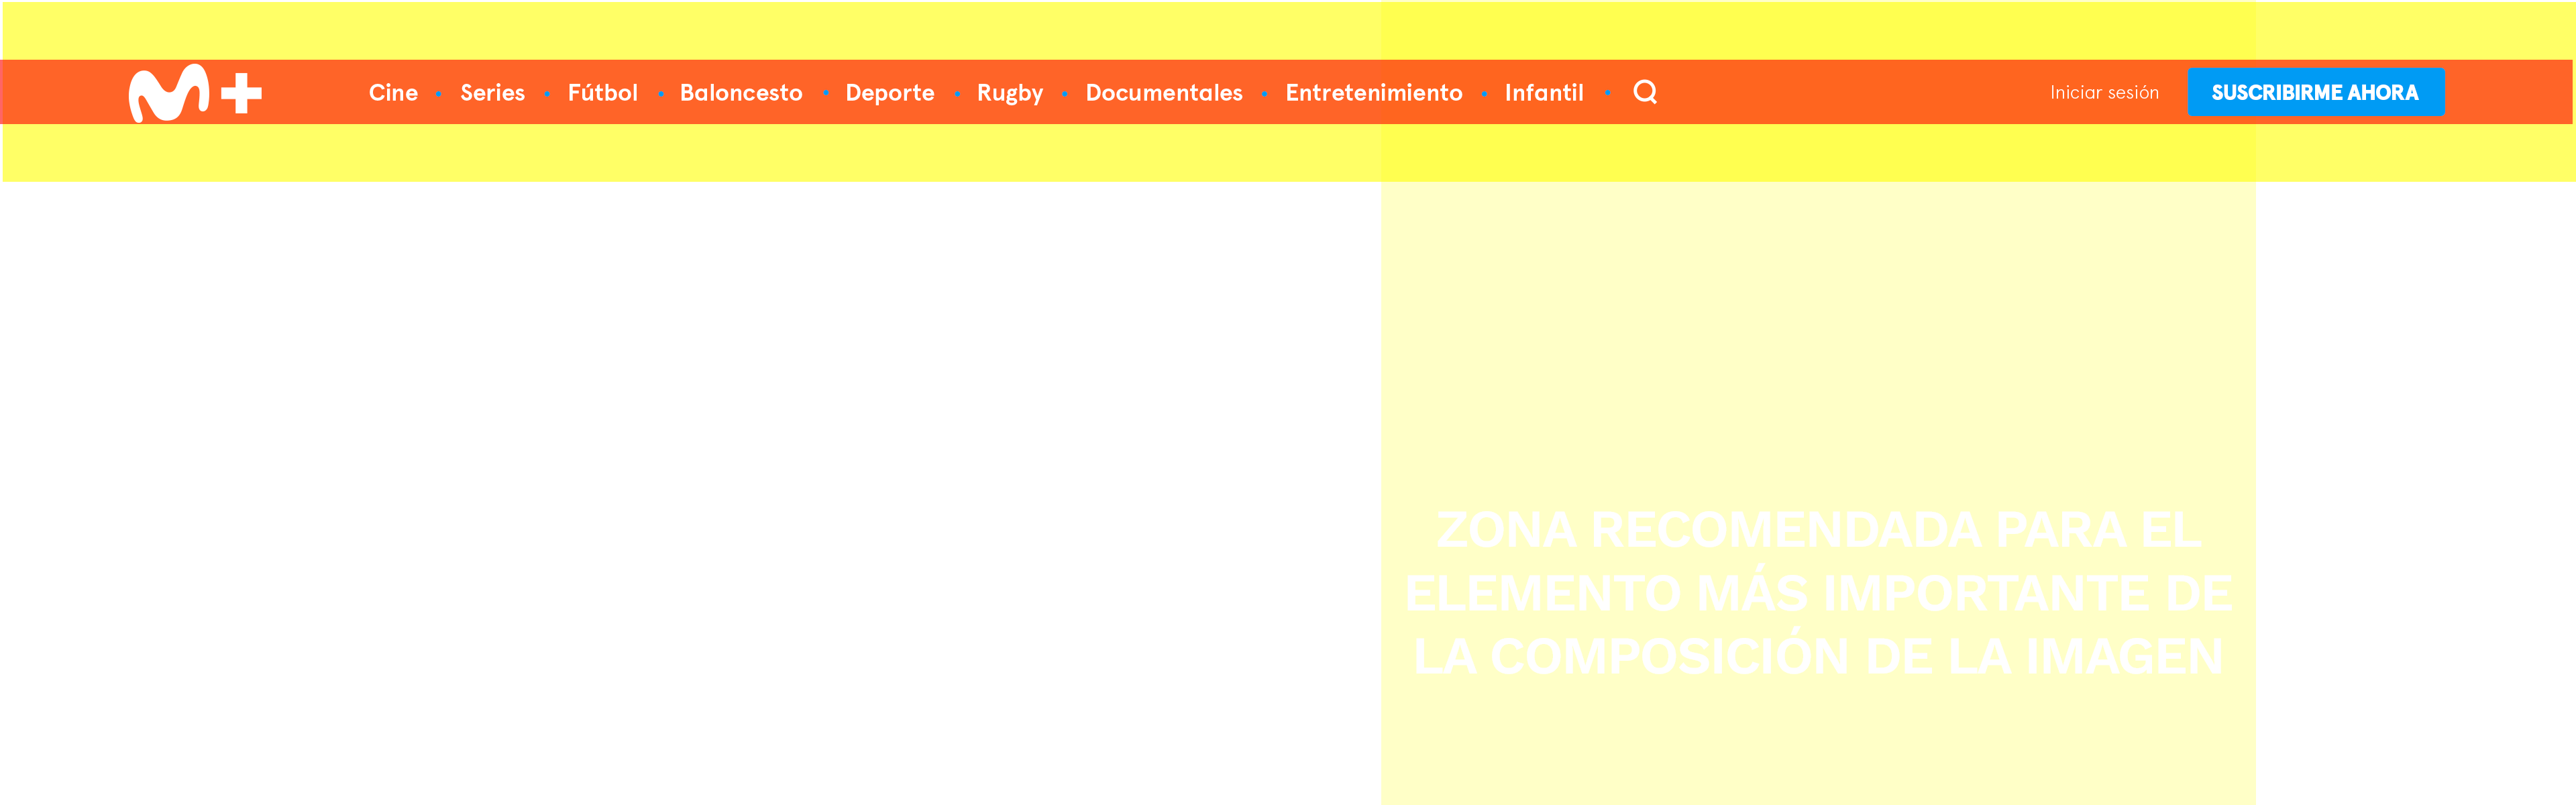 M+ Cine • Series • Fútbol • Baloncesto • Deporte • Rugby • Documentales • Entretenimiento • Infantil • Iniciar sesión SUSCRIBIRME AHORA
ZONA RECOMENDADA PARA EL
ELEMENTO MÁS IMPORTANTE DE
LA COMPOSICIÓN DE LA IMAGEN